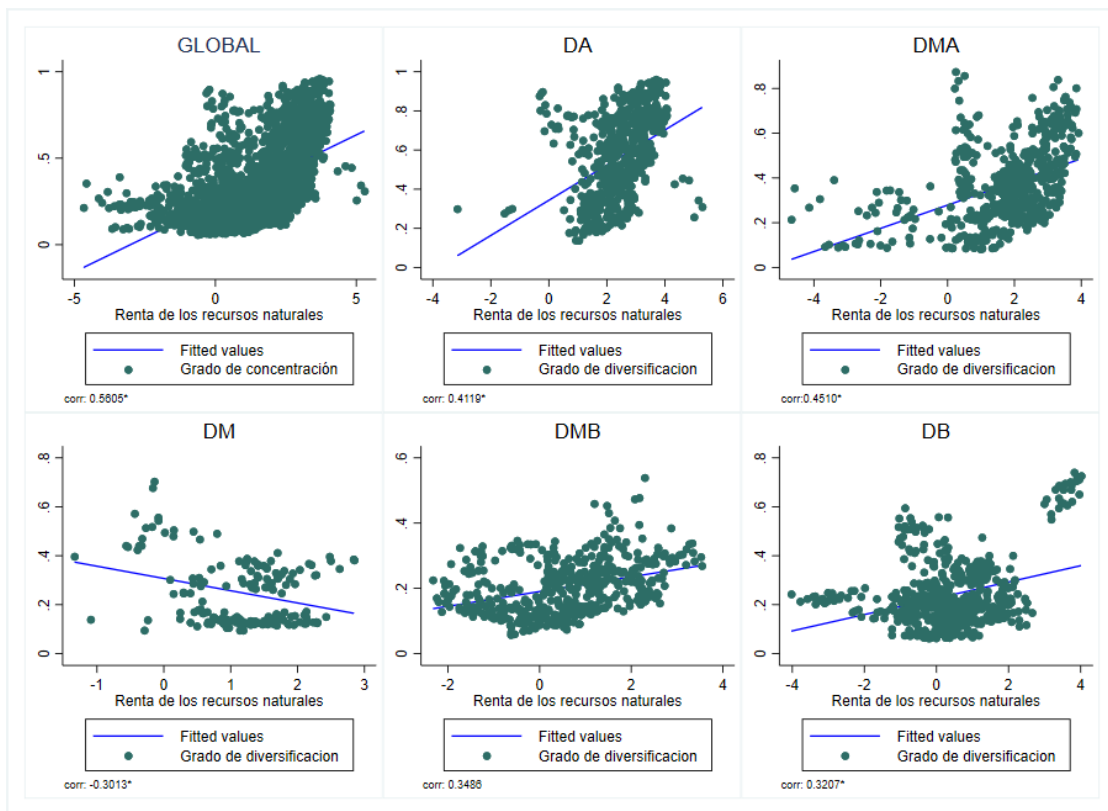 GLOBAL
1
.5
0
-5 0 5
Renta de los recursos naturales
Fitted values
Grado de concentración
corr: 0.5605*
DA
1
.8
.6
.4
.2
0
-4 -2 0 2 4 6
Renta de los recursos naturales
Fitted values
Grado de diversificacion
corr: 0.4119*
DMA
.8
.6
.4
.2
0
-4 -2 0 2 4
Renta de los recursos naturales
Fitted values
Grado de diversificacion
corr:0.4510*
DM
.8
.6
.4
.2
0
-1 0 1 2 3
Renta de los recursos naturales
Fitted values
Grado de diversificacion
corr: -0.3013*
DMB
.6
.4
.2
0
-2 0 2 4
Renta de los recursos naturales
Fitted values
Grado de diversificacion
corr: 0.3486
DB
.8
.6
.4
.2
0
-4 -2 0 2 4
Renta de los recursos naturales
Fitted values
Grado de diversificacion
corr: 0.3207*